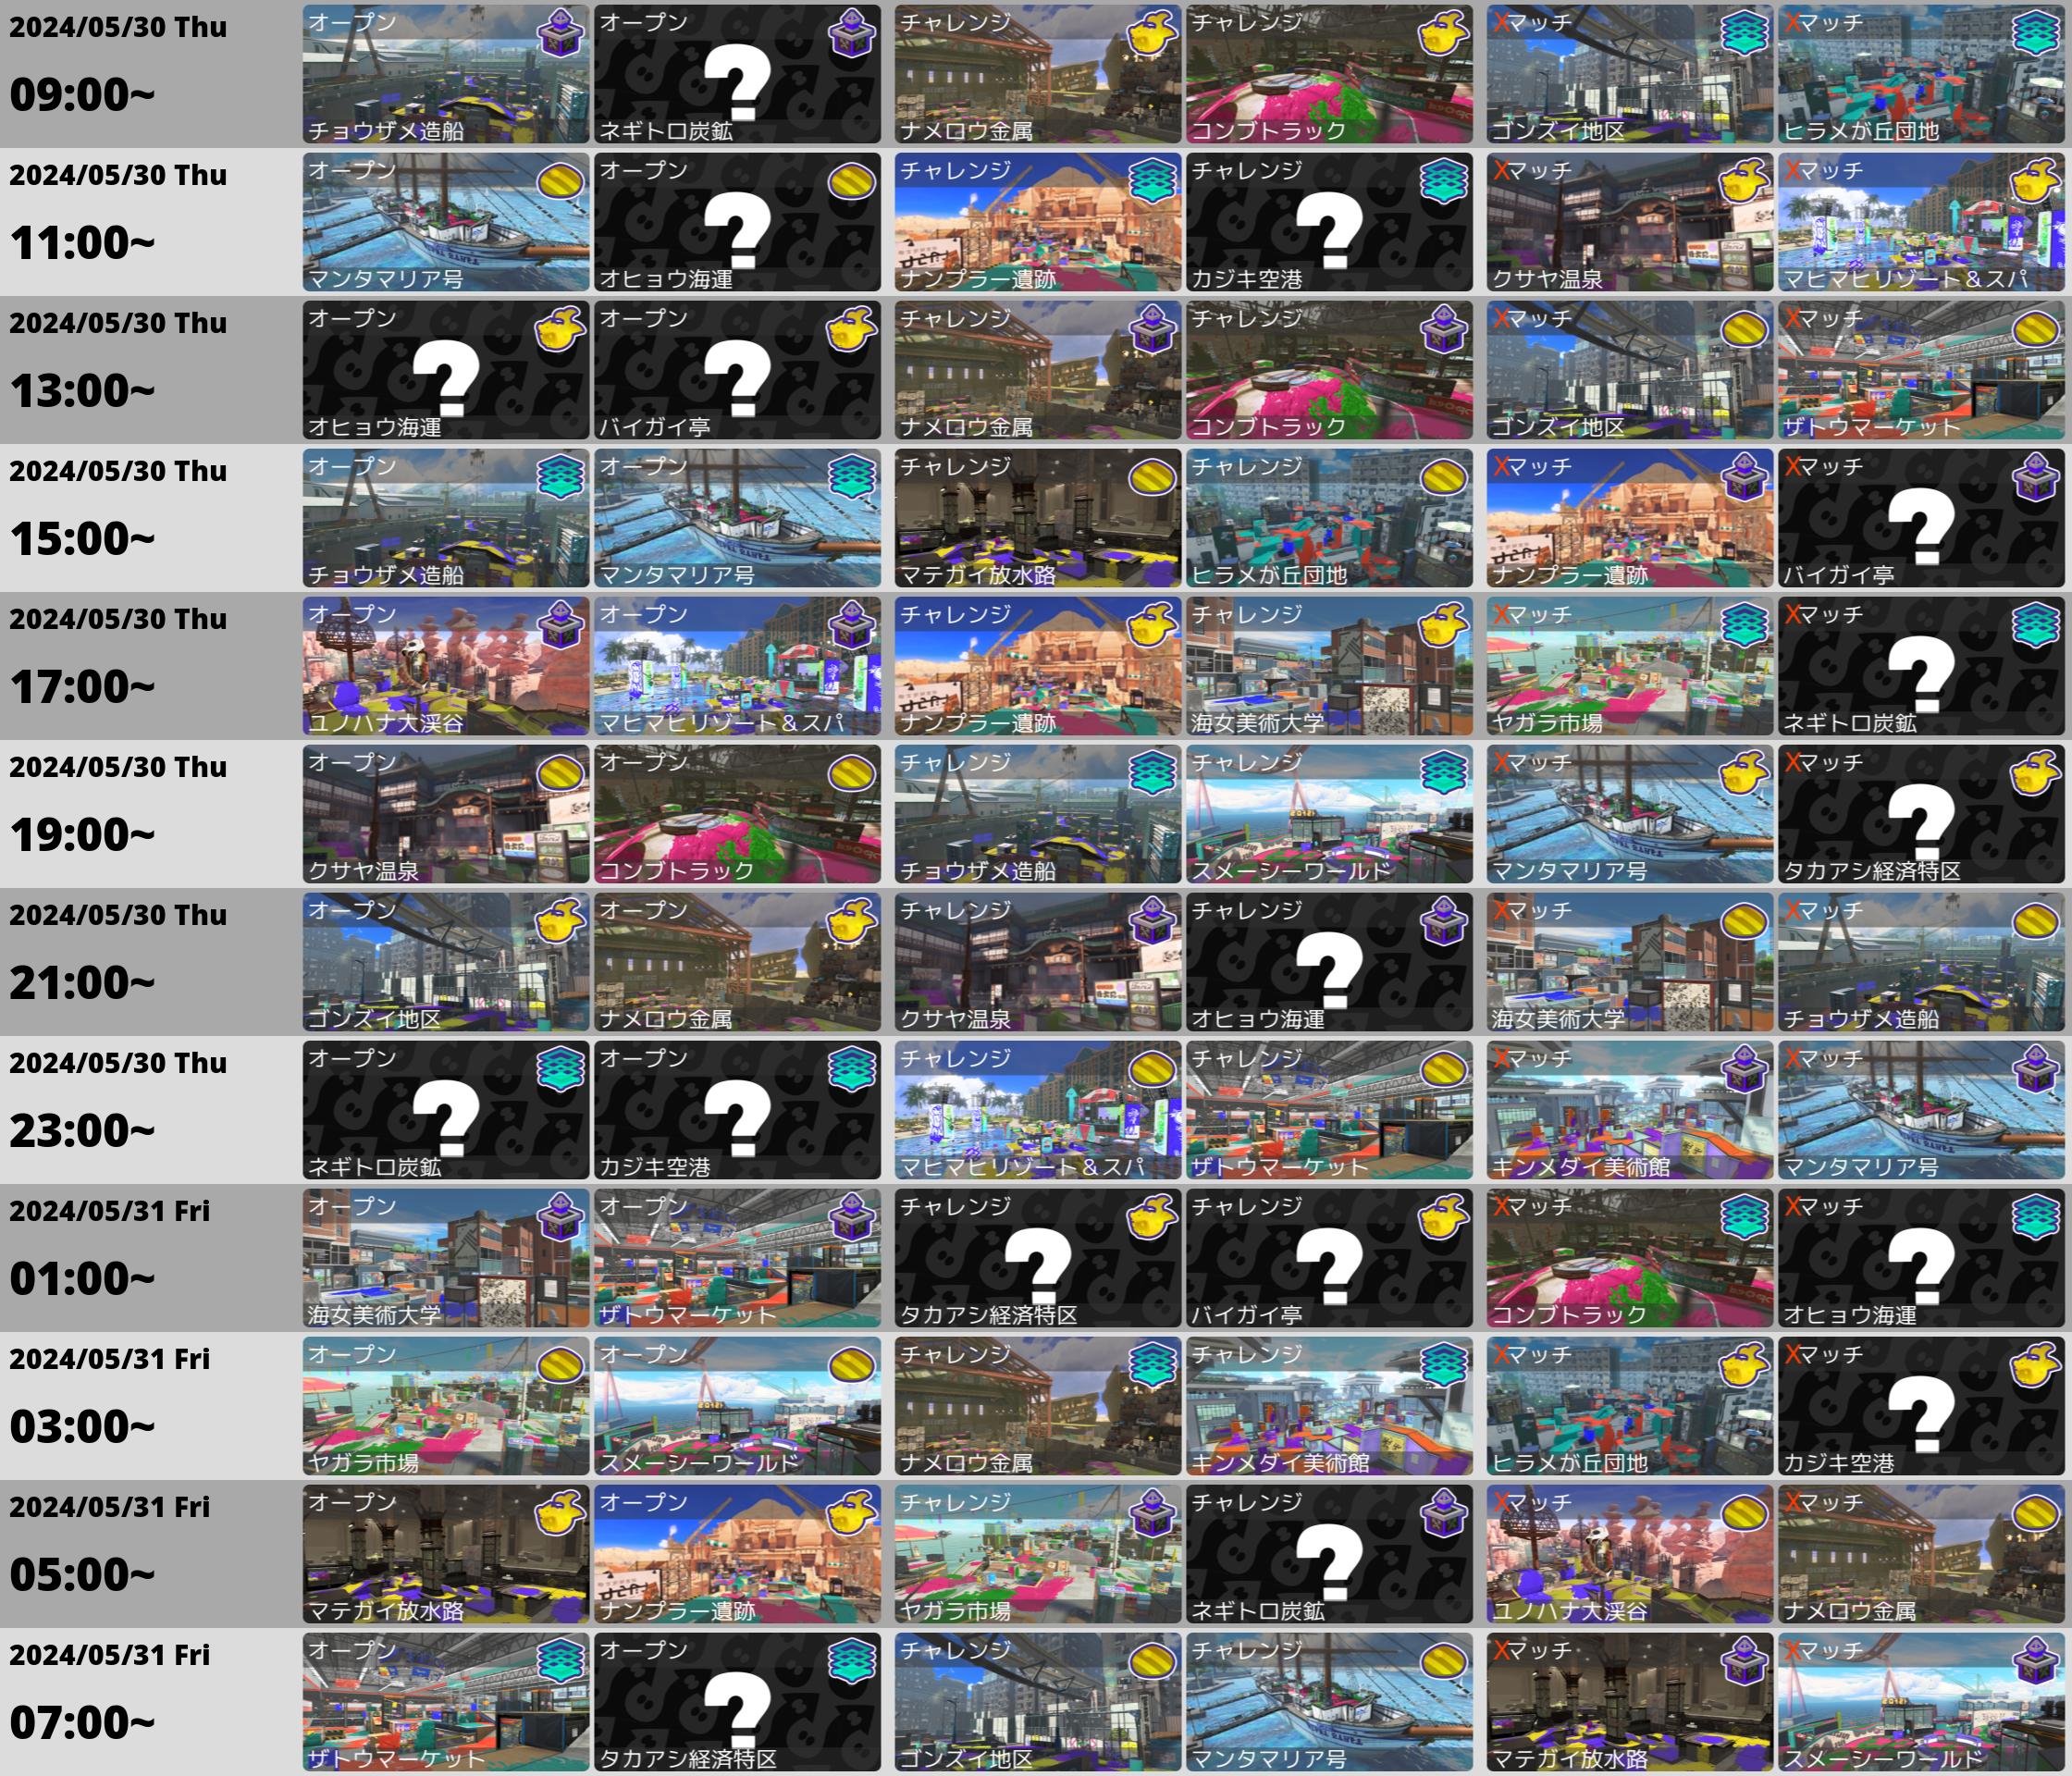 2024/05/30 Thu
09:00~
オープン オープン チャレンジ チャレンジ Xマッチ Xマッチ
チョウザメ造船 ネギトロ炭鉱 ナメロウ金属 コンブトラック ゴンズイ地区 ヒラメが丘団地
2024/05/30 Thu
11:00~
オープン オープン チャレンジ チャレンジ Xマッチ Xマッチ
マンタマリア号 オヒョウ海運 ナンプラー遺跡 カジキ空港 クサヤ温泉 マヒマヒリゾート＆スパ
2024/05/30 Thu
13:00~
オープン オープン チャレンジ チャレンジ Xマッチ Xマッチ
オヒョウ海運 バイガイ亭 ナメロウ金属 コンブトラック ゴンズイ地区 ザトウマーケット
2024/05/30 Thu
15:00~
オープン オープン チャレンジ チャレンジ Xマッチ Xマッチ
チョウザメ造船 マンタマリア号 マテガイ放水路 ヒラメが丘団地 ナンプラー遺跡 バイガイ亭
2024/05/30 Thu
17:00~
オープン オープン チャレンジ チャレンジ Xマッチ Xマッチ
ユノハナ大渓谷 マヒマヒリゾート＆スパ ナンプラー遺跡 海女美術大学 ヤガラ市場 ネギトロ炭鉱
2024/05/30 Thu
19:00~
オープン オープン チャレンジ チャレンジ Xマッチ Xマッチ
クサヤ温泉 コンブトラック チョウザメ造船 スメーシーワールド マンタマリア号 タカアシ経済特区
2024/05/30 Thu
21:00~
オープン オープン チャレンジ チャレンジ Xマッチ Xマッチ
ゴンズイ地区 ナメロウ金属 クサヤ温泉 オヒョウ海運 海女美術大学 チョウザメ造船
2024/05/30 Thu
23:00~
オープン オープン チャレンジ チャレンジ Xマッチ Xマッチ
ネギトロ炭鉱 カジキ空港 マヒマヒリゾート＆スパ ザトウマーケット キンメダイ美術館 マンタマリア号
2024/05/31 Fri
01:00~
オープン オープン チャレンジ チャレンジ Xマッチ Xマッチ
海女美術大学 ザトウマーケット タカアシ経済特区 バイガイ亭 コンブトラック オヒョウ海運
2024/05/31 Fri
03:00~
オープン オープン チャレンジ チャレンジ Xマッチ Xマッチ
ヤガラ市場 スメーシーワールド ナメロウ金属 キンメダイ美術館 ヒラメが丘団地 カジキ空港
2024/05/31 Fri
05:00~
オープン オープン チャレンジ チャレンジ Xマッチ Xマッチ
マテガイ放水路 ナンプラー遺跡 ヤガラ市場 ネギトロ炭鉱 ユノハナ大渓谷 ナメロウ金属
2024/05/31 Fri
07:00~
オープン オープン チャレンジ チャレンジ Xマッチ Xマッチ
ザトウマーケット タカアシ経済特区 ゴンズイ地区 マンタマリア号 マテガイ放水路 スメーシーワールド